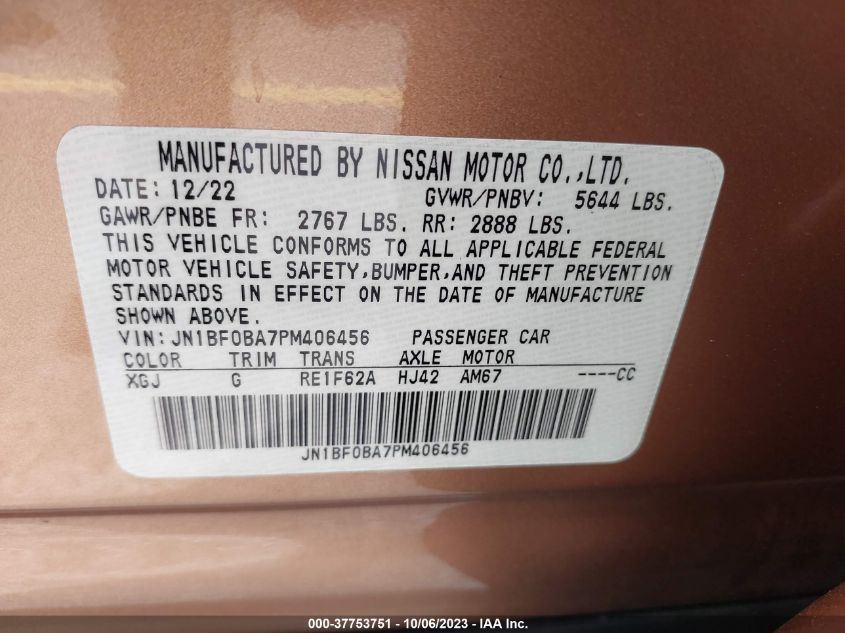 MANUFACTURED BY NISSAN MOTOR CO.,LTD.
DATE: 12/22 GVWR/PNBV: 5644 LBS.
GAWR/PNBE FR: 2767 LBS. RR: 2888 LBS.
THIS VEHICLE CONFORMS TO ALL APPLICABLE FEDERAL
MOTOR VEHICLE SAFETY,BUMPER,AND THEFT PREVENTION
STANDARDS IN EFFECT ON THE DATE OF MANUFACTURE
SHOWN ABOVE.
VIN:JN1BF0BA7PM406456 PASSENGER CAR
COLOR TRIM TRANS AXLE MOTOR
XGJ G RE1F62A HJ42 AM67 ----CC
JN1BF0BA7PM406456
000-37753751 - 10/06/2023 - © IAA, Inc.